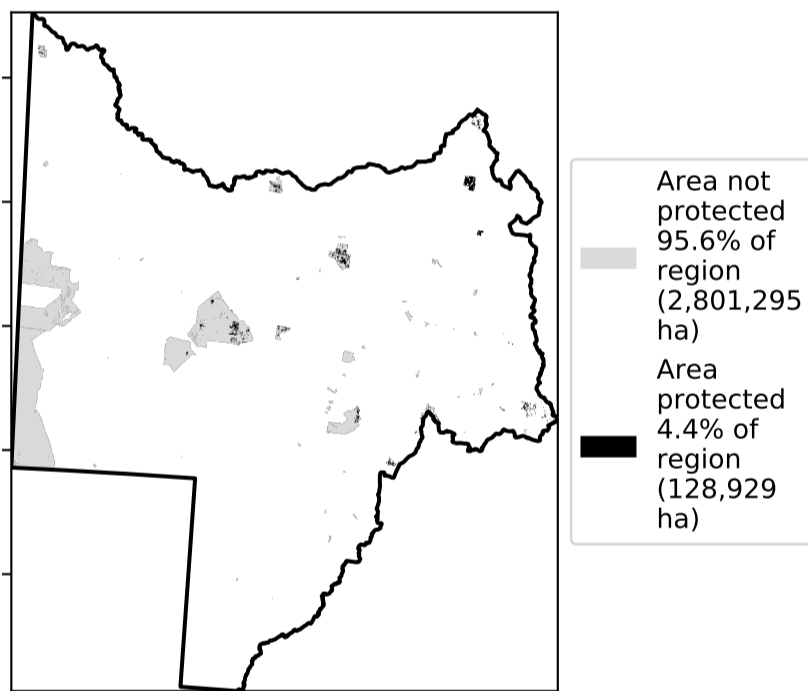 Area not
protected
95.6% of
region
(2,801,295
ha)
Area
protected
4.4% of
region
(128,929
ha)